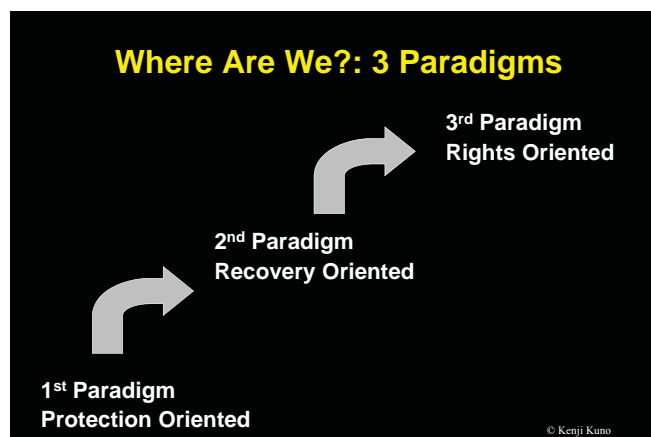 Where Are We?: 3 Paradigms
3rd Paradigm
Rights Oriented
2nd Paradigm
Recovery Oriented
1st Paradigm
Protection Oriented
© Kenji Kuno